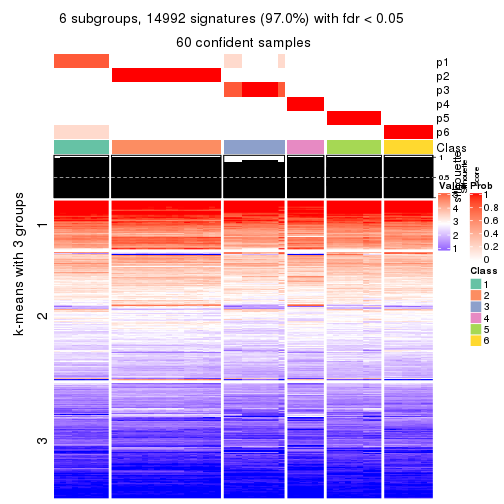 6 subgroups, 14992 signatures (97.0%) with fdr < 0.05
60 confident samples
p1
p2
p3
p4
p5
p6
Class
1
0.5
silhouette
score
k-means with 3 groups
1
2
3
Value
4
3
2
1
Prob
1
0.8
0.6
0.4
0.2
0
Class
1
2
3
4
5
6